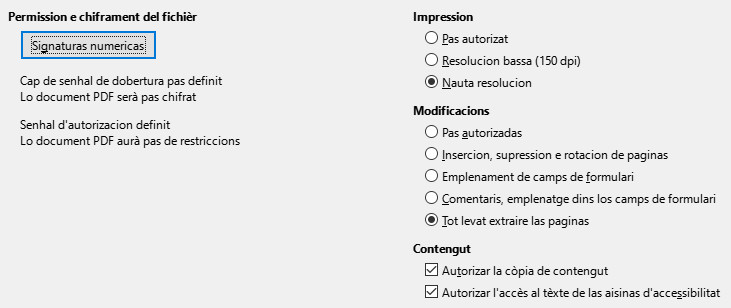 Permission e chiframent del fichièr
Signaturas numericas
Cap de senhal de dobertura pas definit
Lo document PDF serà pas chifrat
Senhal d'autorizacion definit
Lo document PDF aurà pas de restriccions
Impression
Pas autorizat
Resolucion bassa (150 dpi)
Nauta resolucion
Modificacions
Pas autorizadas
Insercion, supression e rotacion de paginas
Emplenament de camps de formulari
Comentaris, emplenatge dins los camps de formulari
Tot levat extraire las paginas
Contengut
Autorizar la còpia de contengut
Autorizar l'accès al tèxte de las aisinas d'accessibilitat